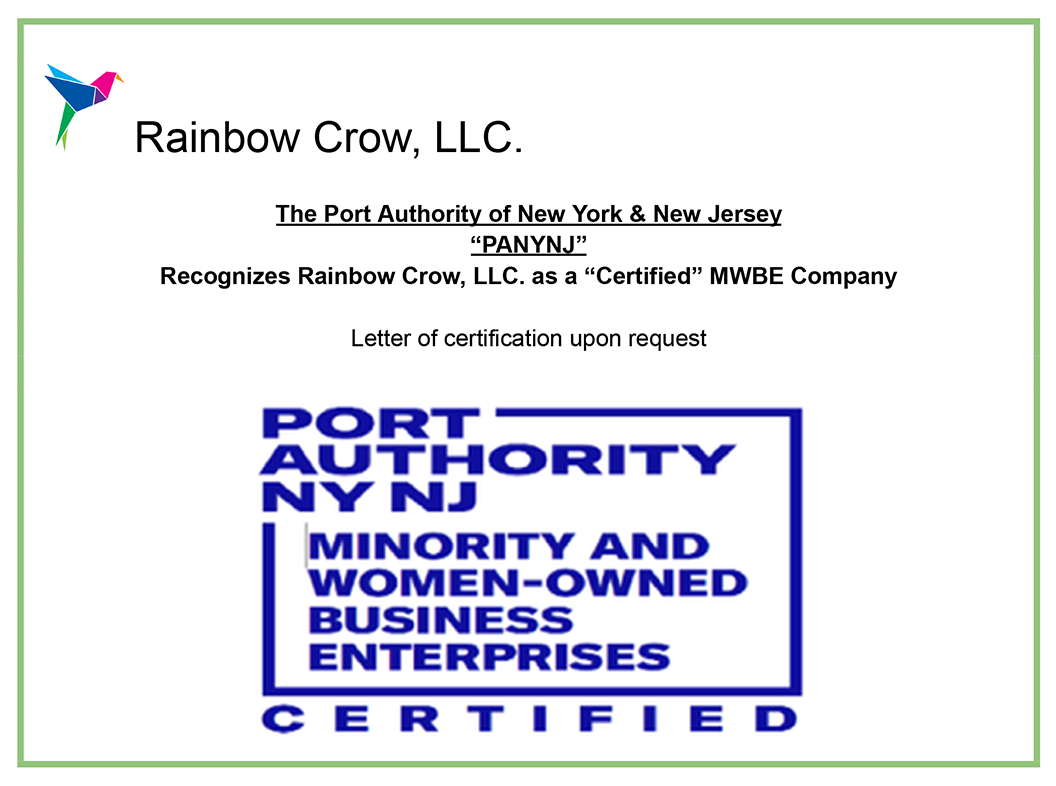 Rainbow Crow, LLC.
The Port Authority of New York & New Jersey
“PANYNJ”
Recognizes Rainbow Crow, LLC. as a “Certified” MWBE Company
Letter of certification upon request
PORT
AUTHORITY
NY NJ
MINORITY AND
WOMEN-OWNED
BUSINESS
ENTERPRISES
CERTIFIED